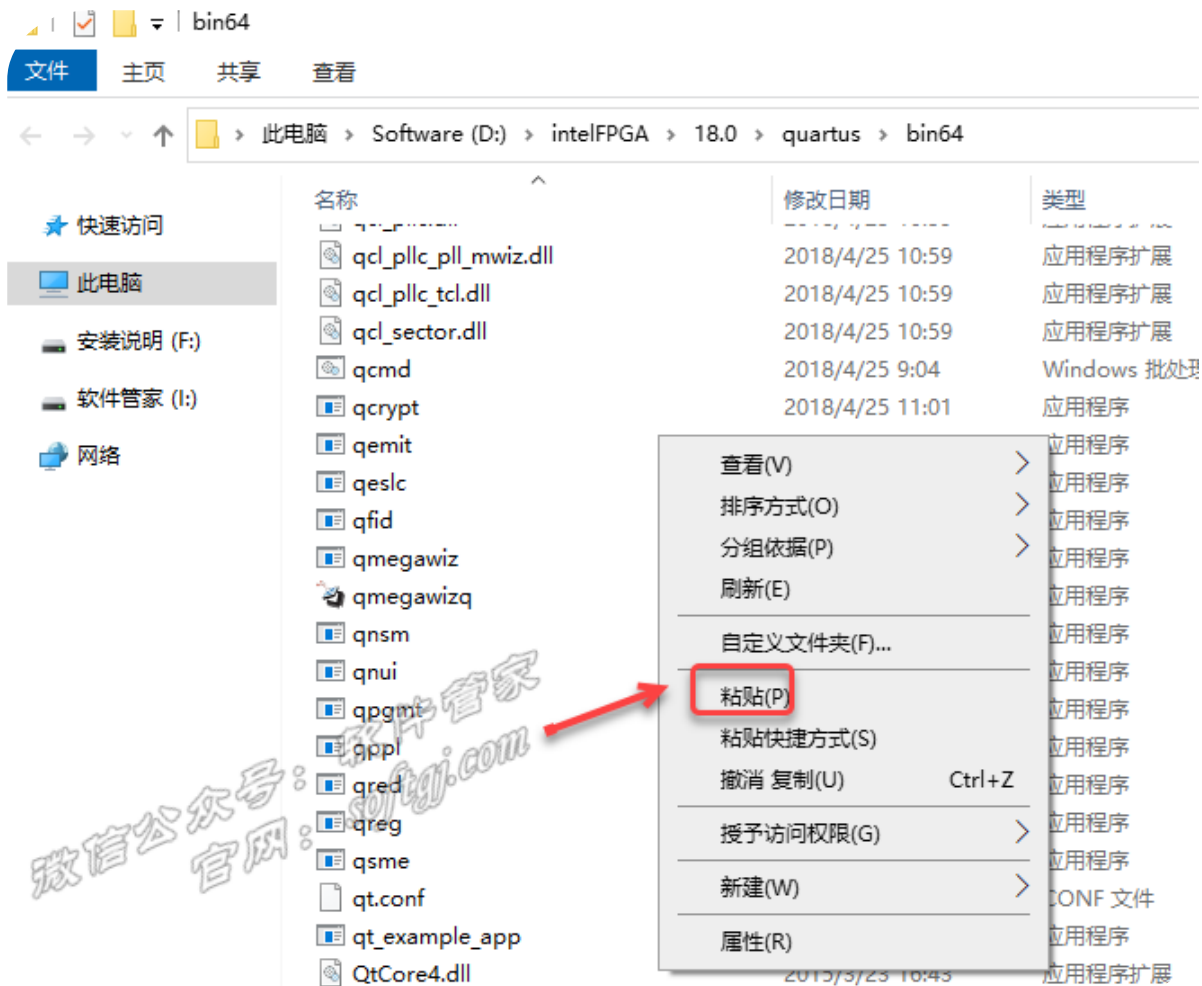 bin64
文件 主页 共享 查看
此电脑 › Software (D:) › intelFPGA › 18.0 › quartus › bin64
名称 修改日期 类型
快速访问
此电脑
安装说明 (F:)
软件管家 (I:)
网络
qcl_pllc_pll_mwiz.dll 2018/4/25 10:59 应用程序扩展
qcl_pllc_tcl.dll 2018/4/25 10:59 应用程序扩展
qcl_sector.dll 2018/4/25 10:59 应用程序扩展
qcmd 2018/4/25 9:04 Windows 批处理
qcrypt 2018/4/25 11:01 应用程序
qemit 应用程序
qeslc 应用程序
qfid 应用程序
qmegawiz 应用程序
qmegawizq 应用程序
qnsm 应用程序
qnui 应用程序
qpgmt 应用程序
qppl 应用程序
qred 应用程序
qreg 应用程序
qsme 应用程序
qt.conf CONF 文件
qt_example_app 应用程序
QtCore4.dll 2015/3/23 16:43 应用程序扩展
查看(V)
排序方式(O)
分组依据(P)
刷新(E)
自定义文件夹(F)...
粘贴(P)
粘贴快捷方式(S)
撤消 复制(U) Ctrl+Z
授予访问权限(G)
新建(W)
属性(R)
微信公众号：软件管家
官网：softgj.com